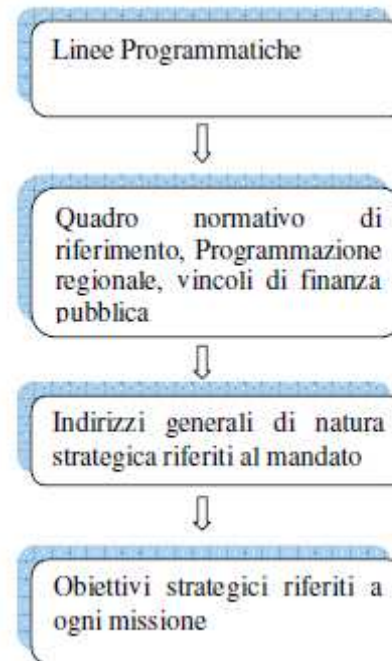 Linee Programmatiche
Quadro normativo di
riferimento, Programmazione
regionale, vincoli di finanza
pubblica
Indirizzi generali di natura
strategica riferiti al mandato
Obiettivi strategici riferiti a
ogni missione